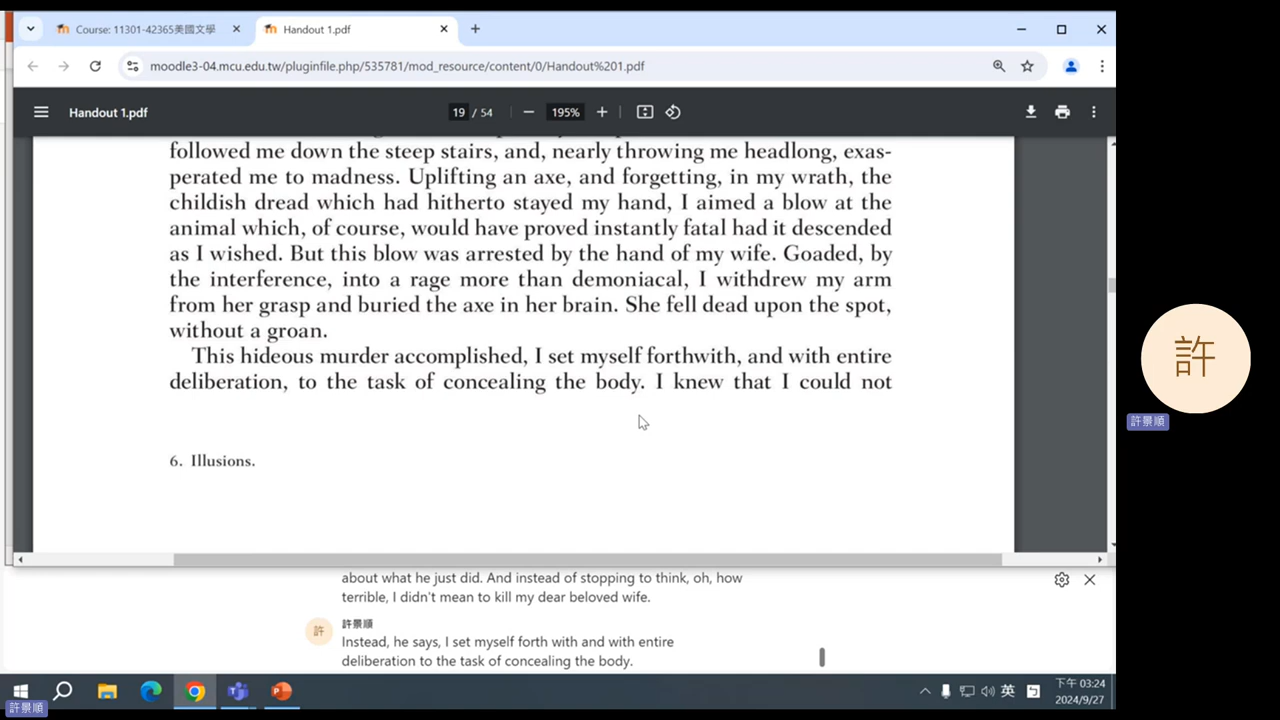 Course: 11301-42365美國文學
Handout 1.pdf
moodle3-04.mcu.edu.tw/pluginfile.php/535781/mod_resource/content/0/Handout%201.pdf
Handout 1.pdf
19 / 54
195%
followed me down the steep stairs, and, nearly throwing me headlong, exas-
perated me to madness. Uplifting an axe, and forgetting, in my wrath, the
childish dread which had hitherto stayed my hand, I aimed a blow at the
animal which, of course, would have proved instantly fatal had it descended
as I wished. But this blow was arrested by the hand of my wife. Goaded, by
the interference, into a rage more than demoniacal, I withdrew my arm
from her grasp and buried the axe in her brain. She fell dead upon the spot,
without a groan.
This hideous murder accomplished, I set myself forthwith, and with entire
deliberation, to the task of concealing the body. I knew that I could not
6. Illusions.
許
許景順
about what he just did. And instead of stopping to think, oh, how
terrible, I didn't mean to kill my dear beloved wife.
許
許景順
Instead, he says, I set myself forth with and with entire
deliberation to the task of concealing the body.
英
下午 03:24
2024/9/27
許景順